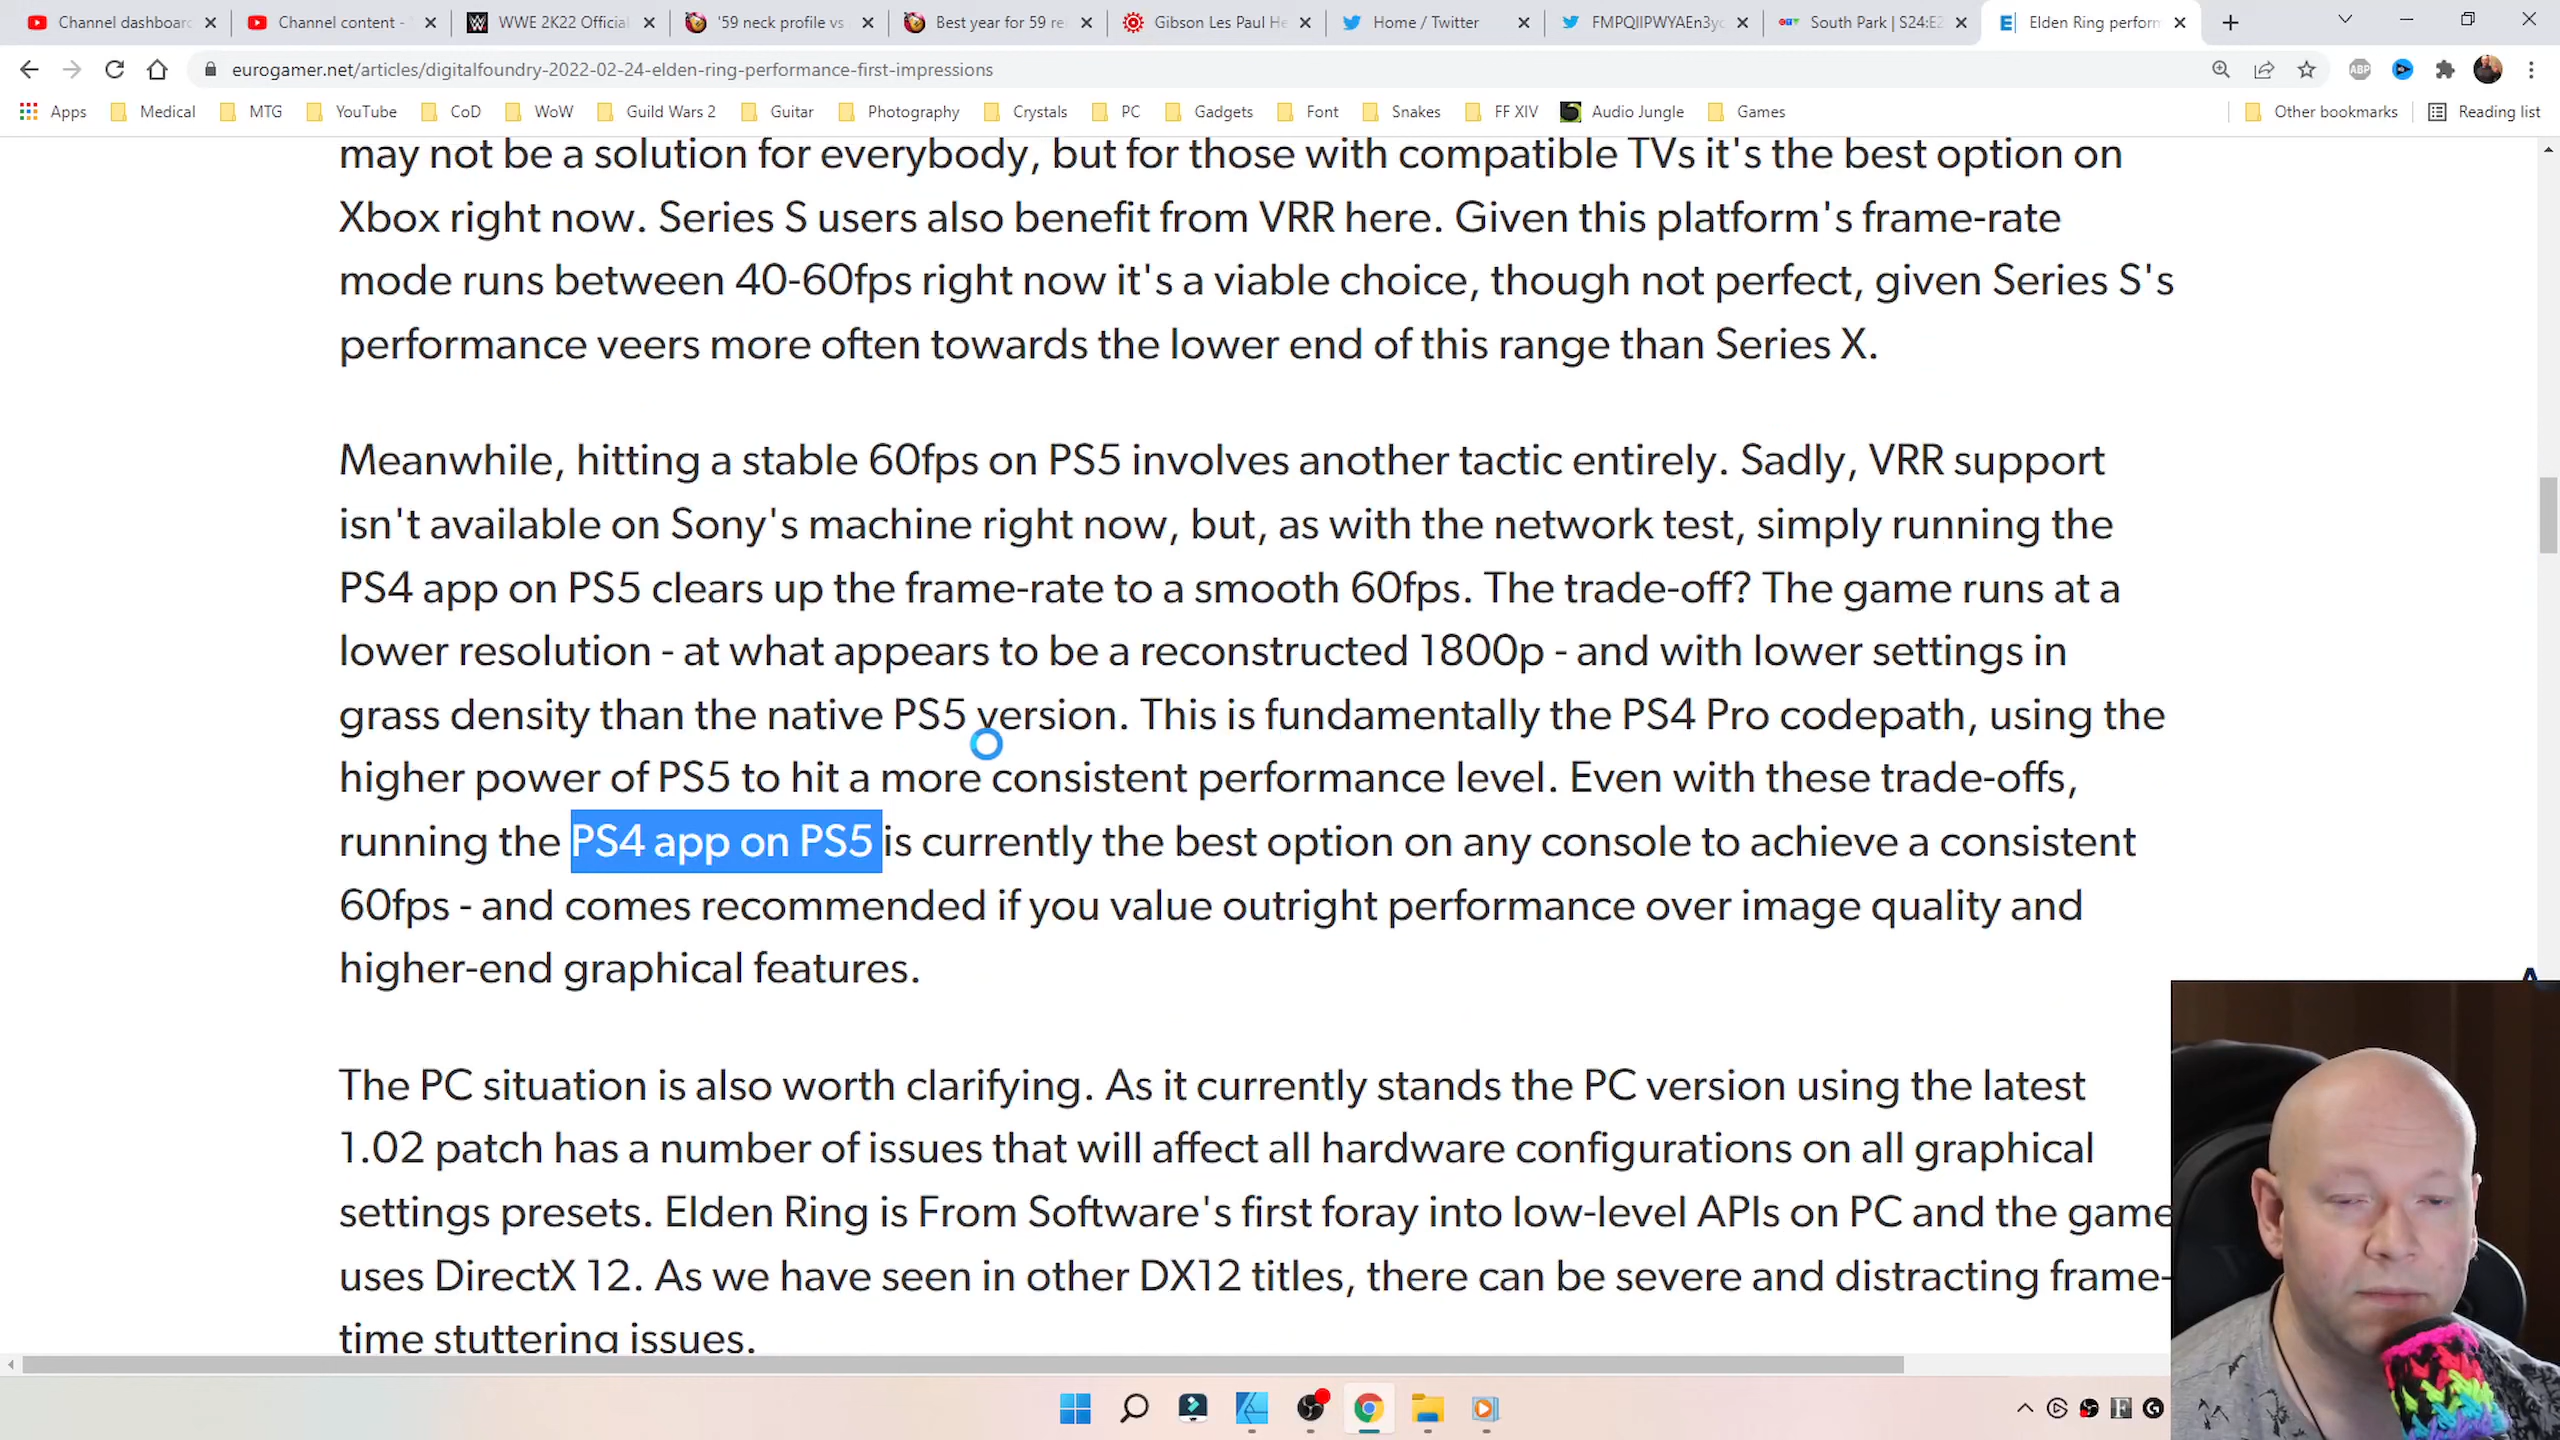 Channel dashboard
Channel content -
WWE 2K22 Official
'59 neck profile vs
Best year for 59 re
Gibson Les Paul He
Home / Twitter
FMPQIIPWYAEn3yc
South Park | S24:E2
Elden Ring perform
eurogamer.net/articles/digitalfoundry-2022-02-24-elden-ring-performance-first-impressions
ABP
Apps
Medical
MTG
YouTube
CoD
WoW
Guild Wars 2
Guitar
Photography
Crystals
PC
Gadgets
Font
Snakes
FF XIV
Audio Jungle
Games
Other bookmarks
Reading list
may not be a solution for everybody, but for those with compatible TVs it's the best option on
Xbox right now. Series S users also benefit from VRR here. Given this platform's frame-rate
mode runs between 40-60fps right now it's a viable choice, though not perfect, given Series S's
performance veers more often towards the lower end of this range than Series X.
Meanwhile, hitting a stable 60fps on PS5 involves another tactic entirely. Sadly, VRR support
isn't available on Sony's machine right now, but, as with the network test, simply running the
PS4 app on PS5 clears up the frame-rate to a smooth 60fps. The trade-off? The game runs at a
lower resolution - at what appears to be a reconstructed 1800p - and with lower settings in
grass density than the native PS5 version. This is fundamentally the PS4 Pro codepath, using the
higher power of PS5 to hit a more consistent performance level. Even with these trade-offs,
running the PS4 app on PS5 is currently the best option on any console to achieve a consistent
60fps - and comes recommended if you value outright performance over image quality and
higher-end graphical features.
The PC situation is also worth clarifying. As it currently stands the PC version using the latest
1.02 patch has a number of issues that will affect all hardware configurations on all graphical
settings presets. Elden Ring is From Software's first foray into low-level APIs on PC and the game
uses DirectX 12. As we have seen in other DX12 titles, there can be severe and distracting frame-
time stuttering issues.